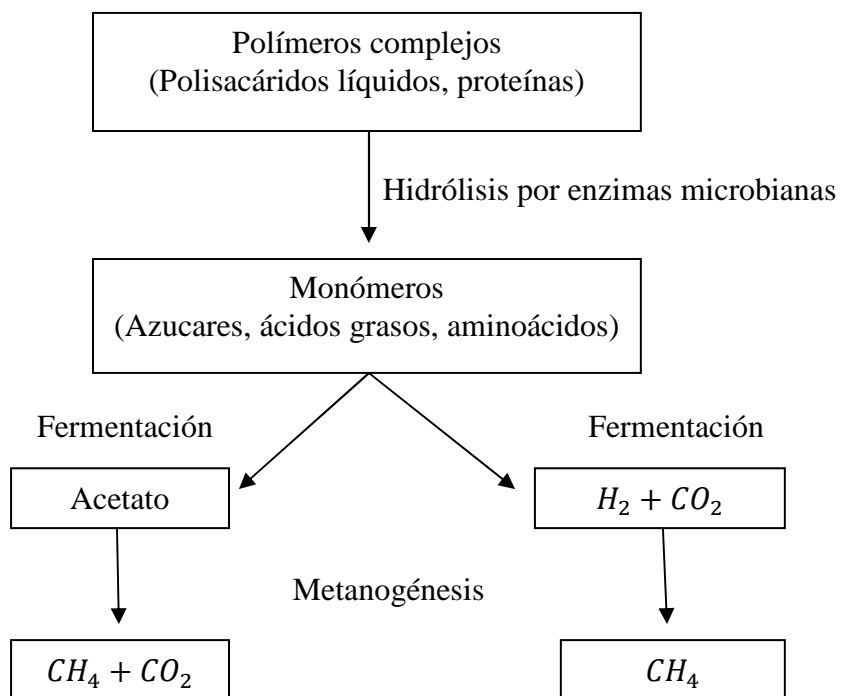 Polímeros complejos
(Polisacáridos líquidos, proteínas)
Hidrólisis por enzimas microbianas
Monómeros
(Azucares, ácidos grasos, aminoácidos)
Fermentación
Fermentación
Acetato
H₂ + CO₂
Metanogénesis
CH₄ + CO₂
CH₄